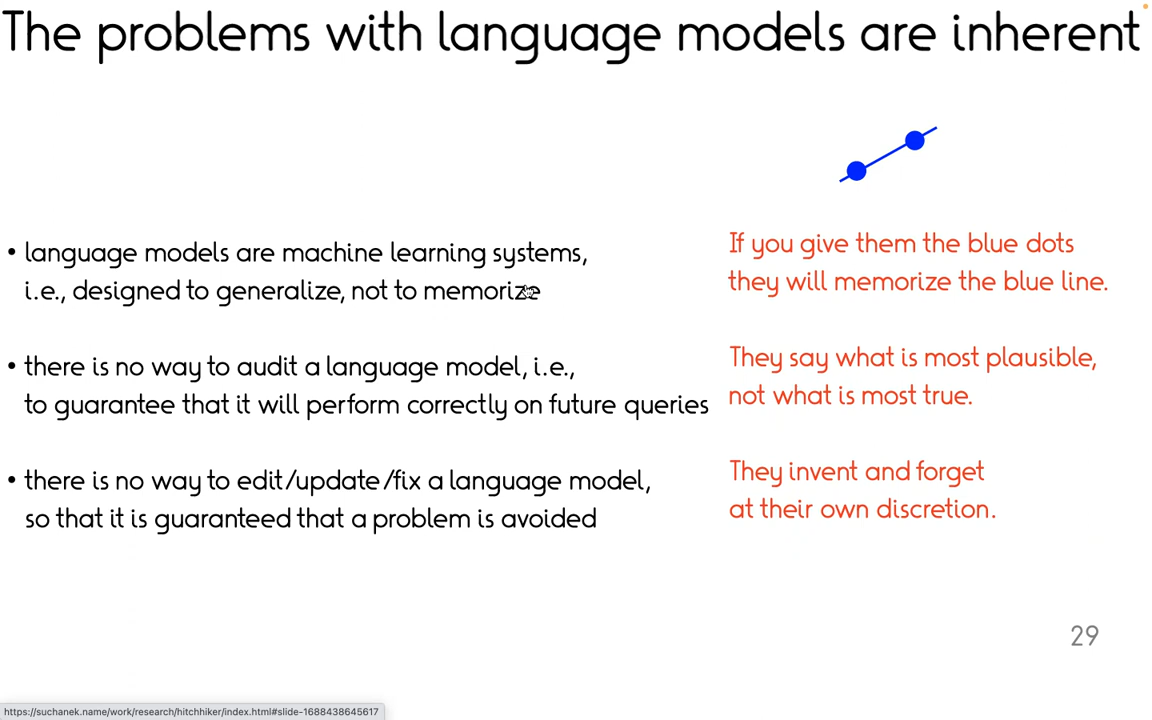 The problems with language models are inherent
• language models are machine learning systems,
i.e., designed to generalize, not to memorize
If you give them the blue dots
they will memorize the blue line.
• there is no way to audit a language model, i.e.,
to guarantee that it will perform correctly on future queries
They say what is most plausible,
not what is most true.
• there is no way to edit/update/fix a language model,
so that it is guaranteed that a problem is avoided
They invent and forget
at their own discretion.
29
https://suchanek.name/work/research/hitchhiker/index.html#slide-1688438645617